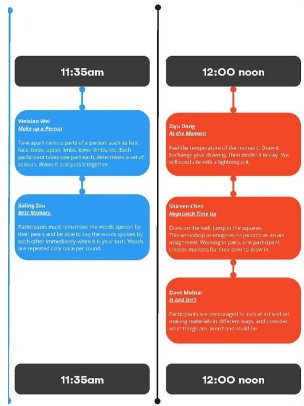 11:35am
Weixian Wei
Make up a Person
Take apart various parts of a person, such as hair,
face, torso, upper limbs, lower limbs, etc. Each
participant takes one part each, determines a set of
colours, draw it and puts it together.
Jialing
Best Memory
Participants must remember the words spoken by
their peers and be able to say the words spoken by
each other immediately when it is your turn. Words
are repeated only once per round
11:35am
12:00 noon
Ziyu Dong
At the Moment
Feel the temperature of the moment. Draw it.
Exchange your drawing, then model it in clay. We
will conclude with a lightning
Shireen Chen
Hopscotch Time Up
Draw on the wall, jump in the squares.
This workshop re-imagines hopscotch as an art
assignment. Working in pairs, one participant
creates markers for their peer to draw in.
Dave Molnar
Is and Isn't
Participants are encouraged to look at art and art
making materials in different ways, and consider
what things are, aren't and could be
12:00 noon